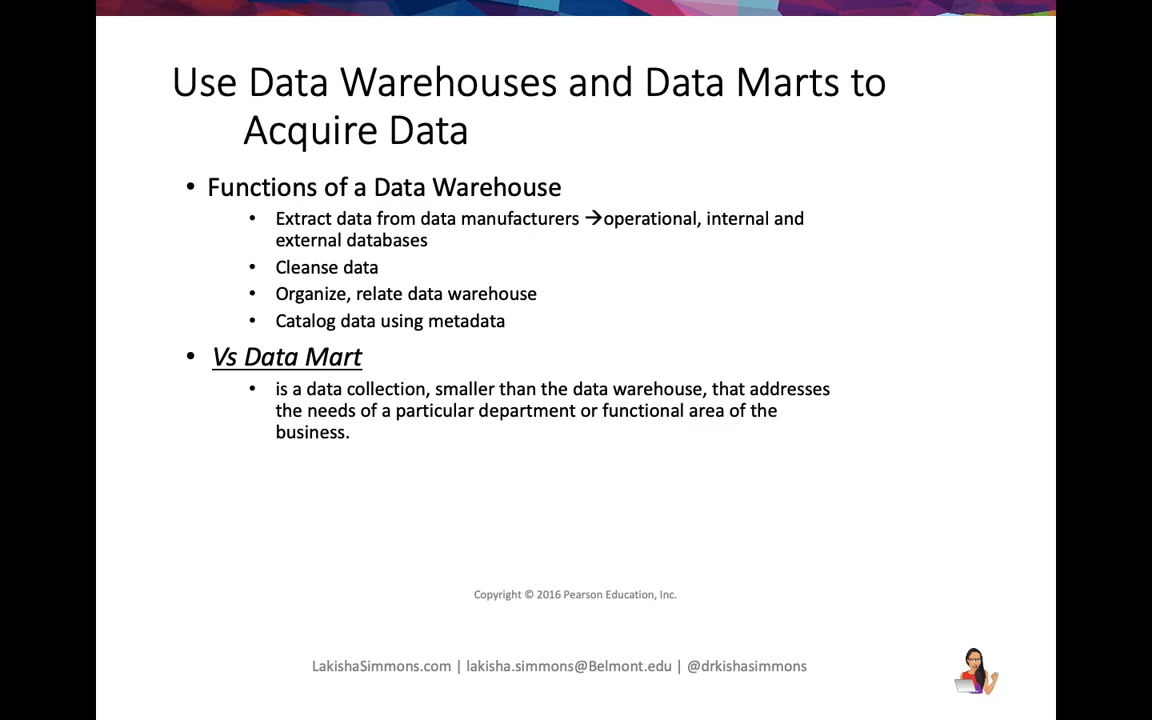 Use Data Warehouses and Data Marts to
Acquire Data
• Functions of a Data Warehouse
• Extract data from data manufacturers →operational, internal and
external databases
• Cleanse data
• Organize, relate data warehouse
• Catalog data using metadata
• Vs Data Mart
• is a data collection, smaller than the data warehouse, that addresses
the needs of a particular department or functional area of the
business.
Copyright © 2016 Pearson Education, Inc.
LakishaSimmons.com | lakisha.simmons@Belmont.edu | @drkishasimmons